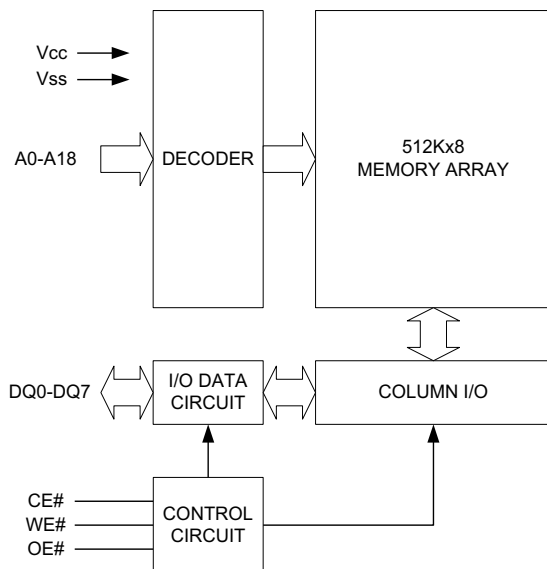 Vcc
Vss
A0-A18
DECODER
512Kx8
MEMORY ARRAY
DQ0-DQ7
I/O DATA
CIRCUIT
COLUMN I/O
CE#
WE#
OE#
CONTROL
CIRCUIT